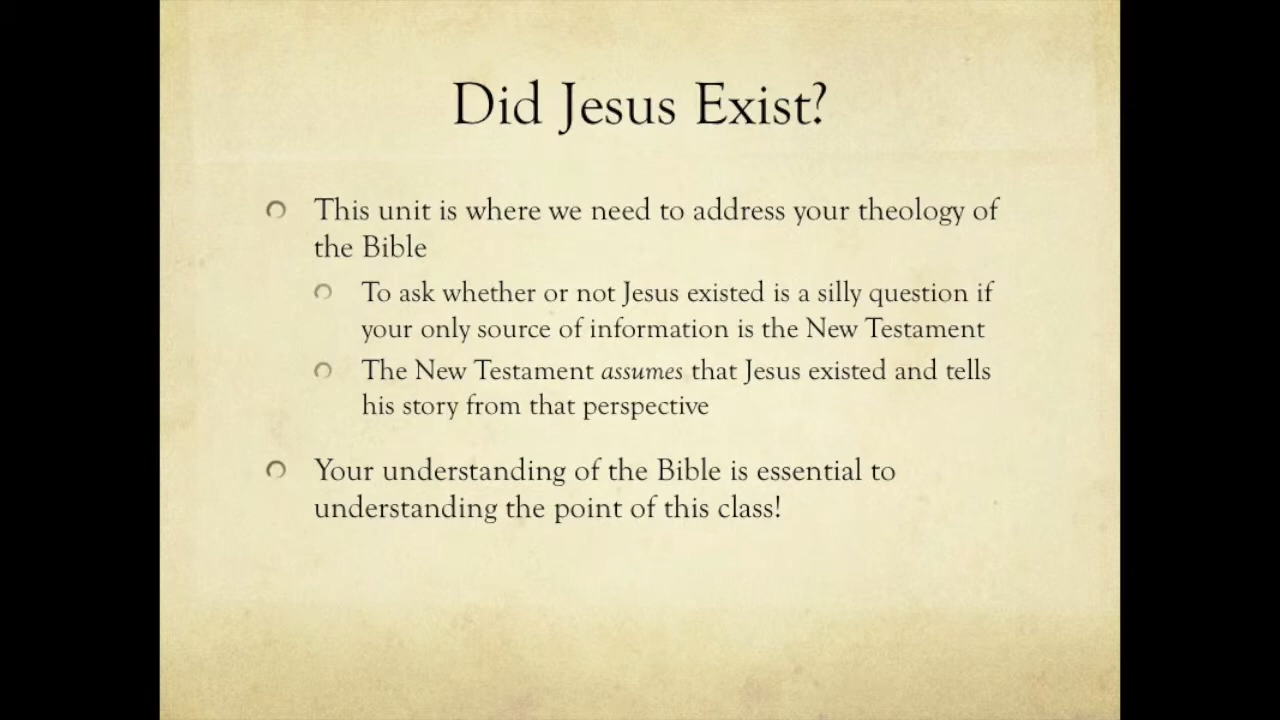 Did Jesus Exist?
This unit is where we need to address your theology of
the Bible
To ask whether or not Jesus existed is a silly question if
your only source of information is the New Testament
The New Testament assumes that Jesus existed and tells
his story from that perspective
Your understanding of the Bible is essential to
understanding the point of this class!